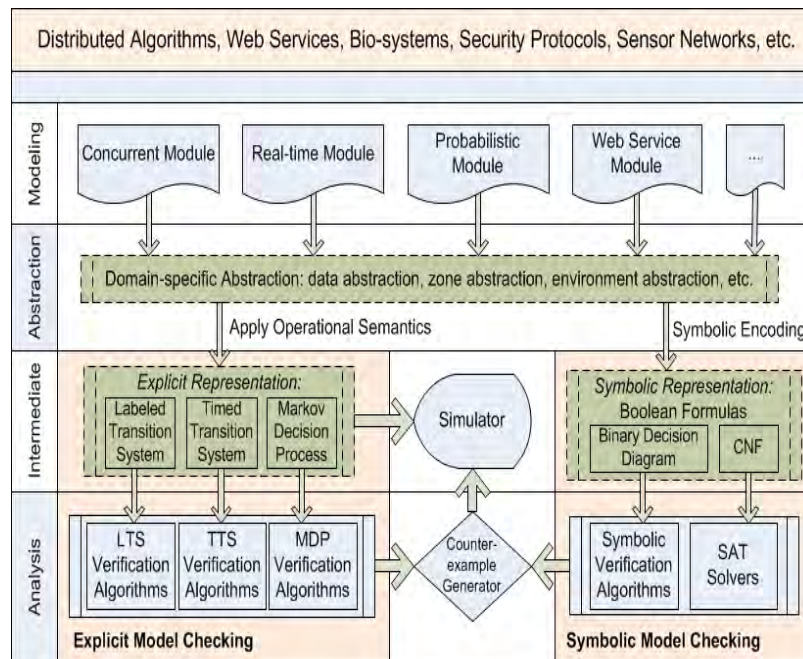 Distributed Algorithms, Web Services, Bio-systems, Security Protocols, Sensor Networks, etc.
Modeling
Concurrent Module
Real-time Module
Probabilistic
Module
Web Service
Module
....
Abstraction
Domain-specific Abstraction: data abstraction, zone abstraction, environment abstraction, etc.
Apply Operational Semantics
Symbolic Encoding
Intermediate
Explicit Representation:
Labeled
Transition
System
Timed
Transition
System
Markov
Decision
Process
Simulator
Symbolic Representation:
Boolean Formulas
Binary Decision
Diagram
CNF
Analysis
LTS
Verification
Algorithms
TTS
Verification
Algorithms
MDP
Verification
Algorithms
Counter-
example
Generator
Symbolic
Verification
Algorithms
SAT
Solvers
Explicit Model Checking
Symbolic Model Checking